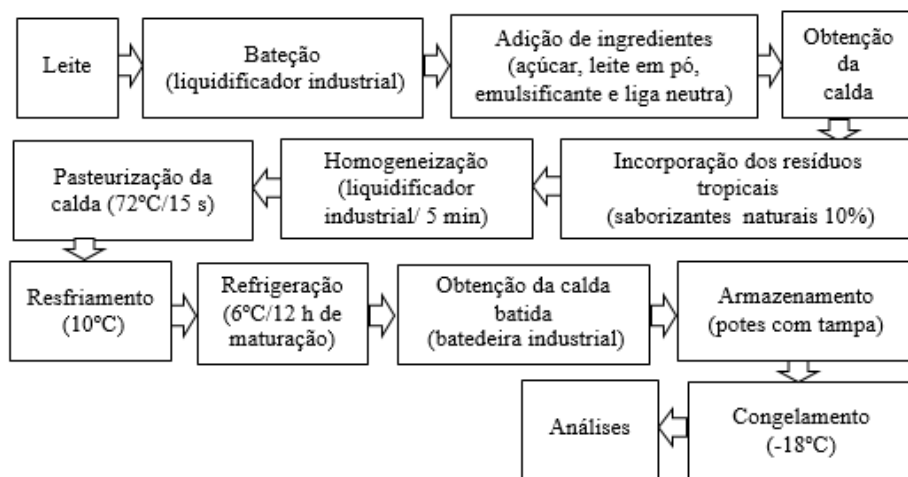 Leite
Bateção
(liquidificador industrial)
Adição de ingredientes
(açúcar, leite em pó,
emulsificante e liga neutra)
Obtenção
da
calda
Incorporação dos resíduos
tropicais
(saborizantes naturais 10%)
Homogeneização
(liquidificador
industrial/ 5 min)
Pasteurização da
calda (72ºC/15 s)
Resfriamento
(10ºC)
Refrigeração
(6ºC/12 h de
maturação)
Obtenção da calda
batida
(batedeira industrial)
Armazenamento
(potes com tampa)
Congelamento
(-18ºC)
Análises